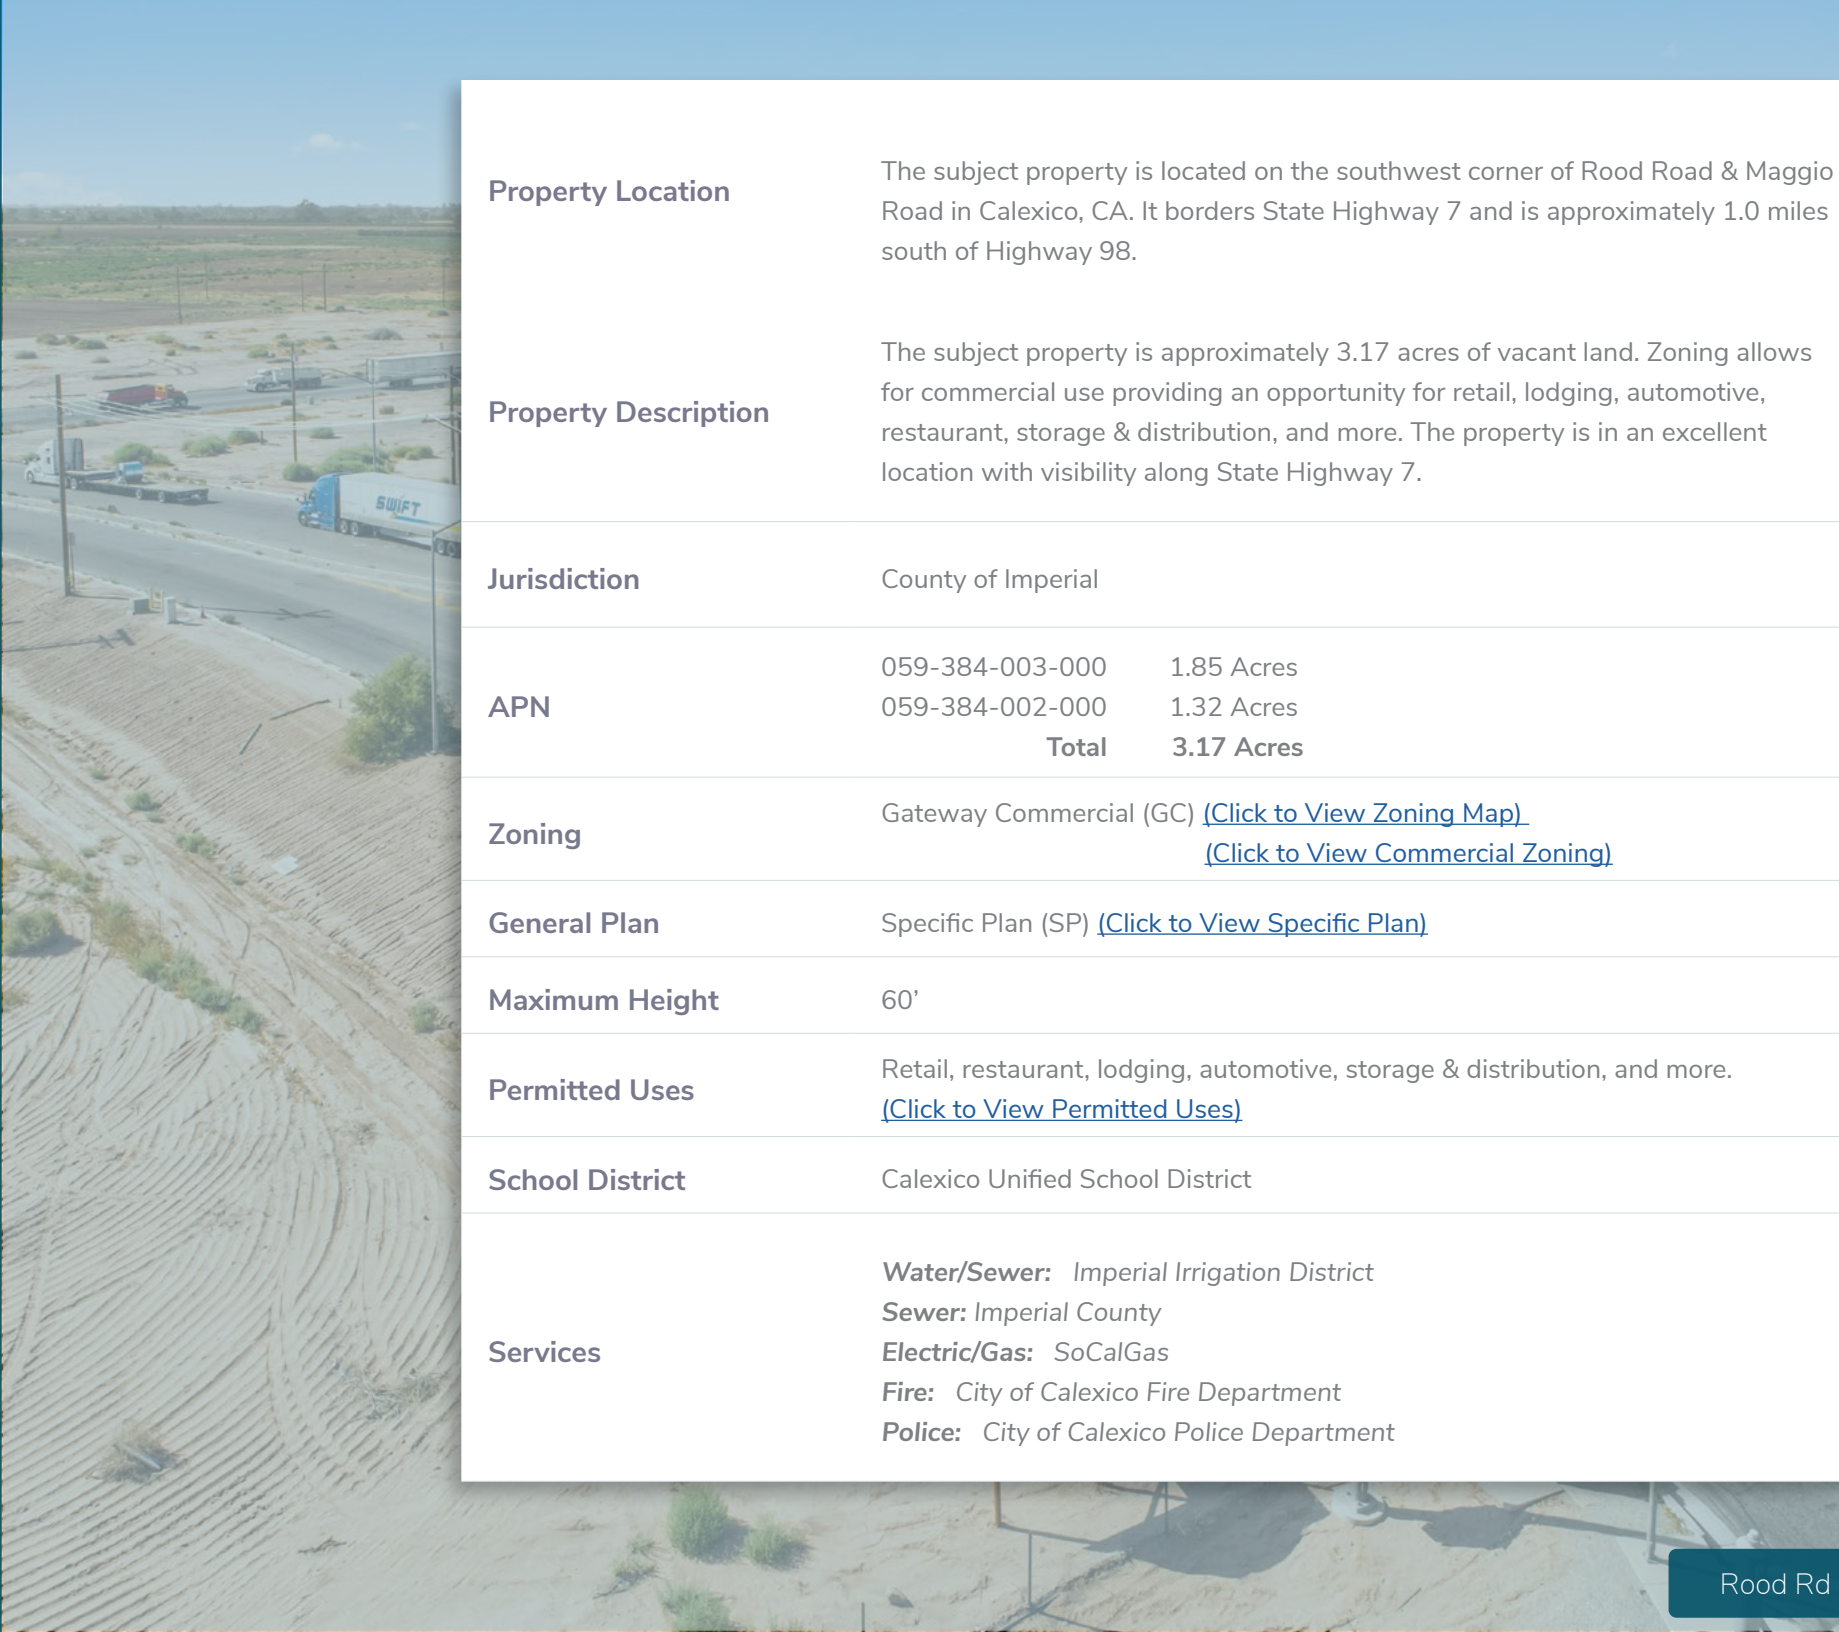 Property Location
The subject property is located on the southwest corner of Rood Road & Maggio
Road in Calexico, CA. It borders State Highway 7 and is approximately 1.0 miles
south of Highway 98.
Property Description
The subject property is approximately 3.17 acres of vacant land. Zoning allows
for commercial use providing an opportunity for retail, lodging, automotive,
restaurant, storage & distribution, and more. The property is in an excellent
location with visibility along State Highway 7.
Jurisdiction
County of Imperial
APN
059-384-003-000 1.85 Acres
059-384-002-000 1.32 Acres
Total 3.17 Acres
Zoning
Gateway Commercial (GC) (Click to View Zoning Map)
(Click to View Commercial Zoning)
General Plan
Specific Plan (SP) (Click to View Specific Plan)
Maximum Height
60’
Permitted Uses
Retail, restaurant, lodging, automotive, storage & distribution, and more.
(Click to View Permitted Uses)
School District
Calexico Unified School District
Services
Water/Sewer: Imperial Irrigation District
Sewer: Imperial County
Electric/Gas: SoCalGas
Fire: City of Calexico Fire Department
Police: City of Calexico Police Department
SWIFT
Rood Rd